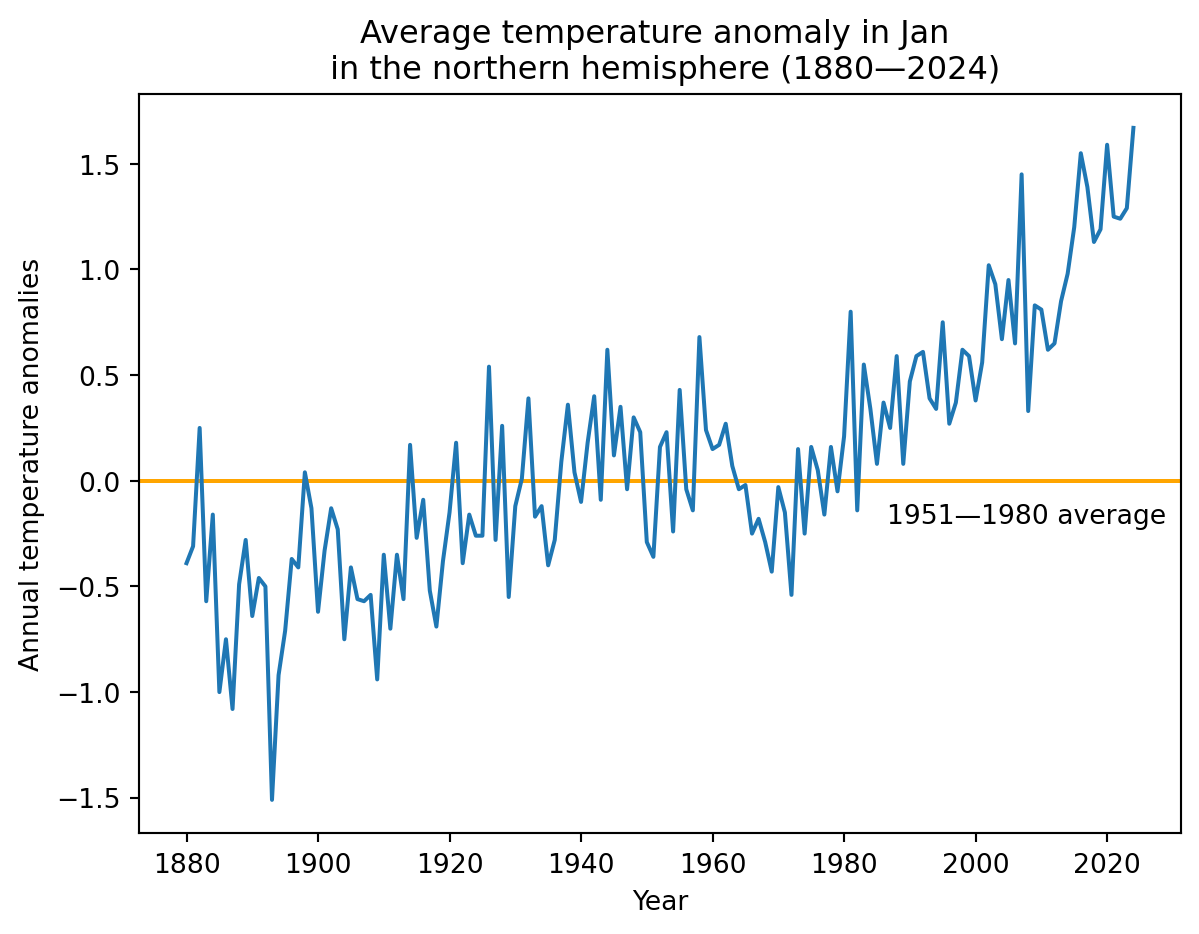 Average temperature anomaly in Jan
in the northern hemisphere (1880—2024)
Annual temperature anomalies
1.5
1.0
0.5
0.0
−0.5
−1.0
−1.5
1951—1980 average
1880 1900 1920 1940 1960 1980 2000 2020
Year